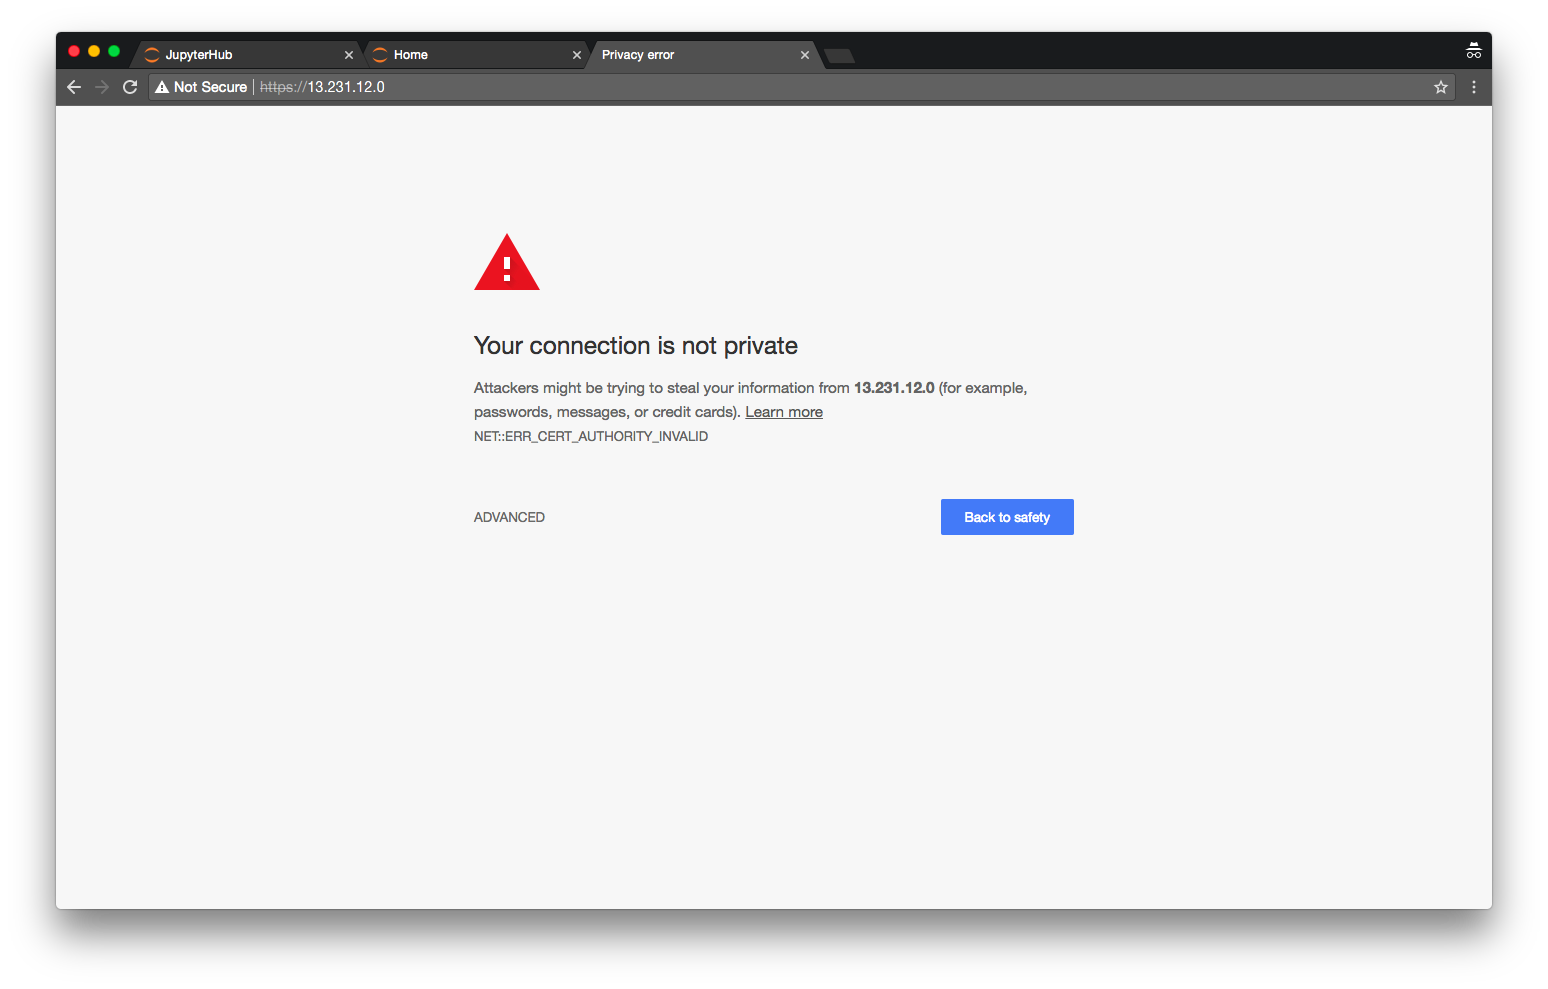 JupyterHub
Home
Privacy error
Not Secure | https://13.231.12.0
Your connection is not private
Attackers might be trying to steal your information from 13.231.12.0 (for example,
passwords, messages, or credit cards). Learn more
NET::ERR_CERT_AUTHORITY_INVALID
ADVANCED
Back to safety